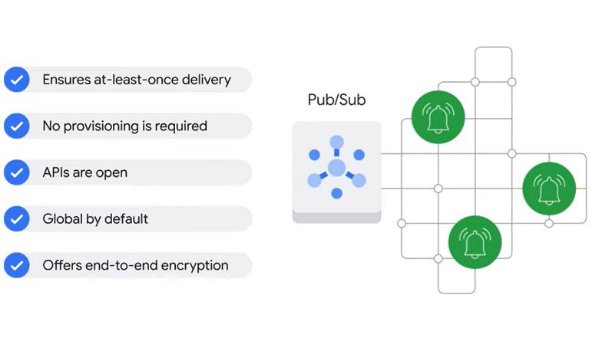 Ensures at-least-once delivery
No provisioning is required
APIs are open
Global by default
Offers end-to-end encryption
Pub/Sub